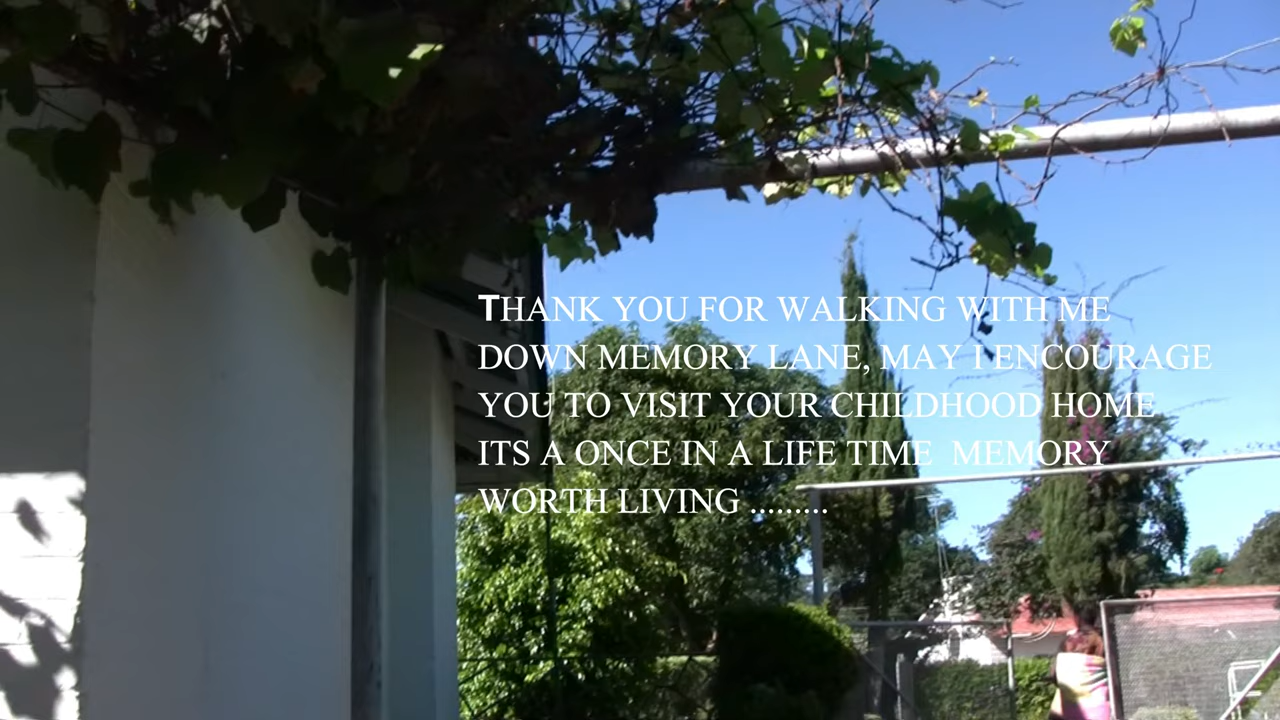 THANK YOU FOR WALKING WITH ME
DOWN MEMORY LANE, MAY I ENCOURAGE
YOU TO VISIT YOUR CHILDHOOD HOME
ITS A ONCE IN A LIFE TIME  MEMORY
WORTH LIVING .........